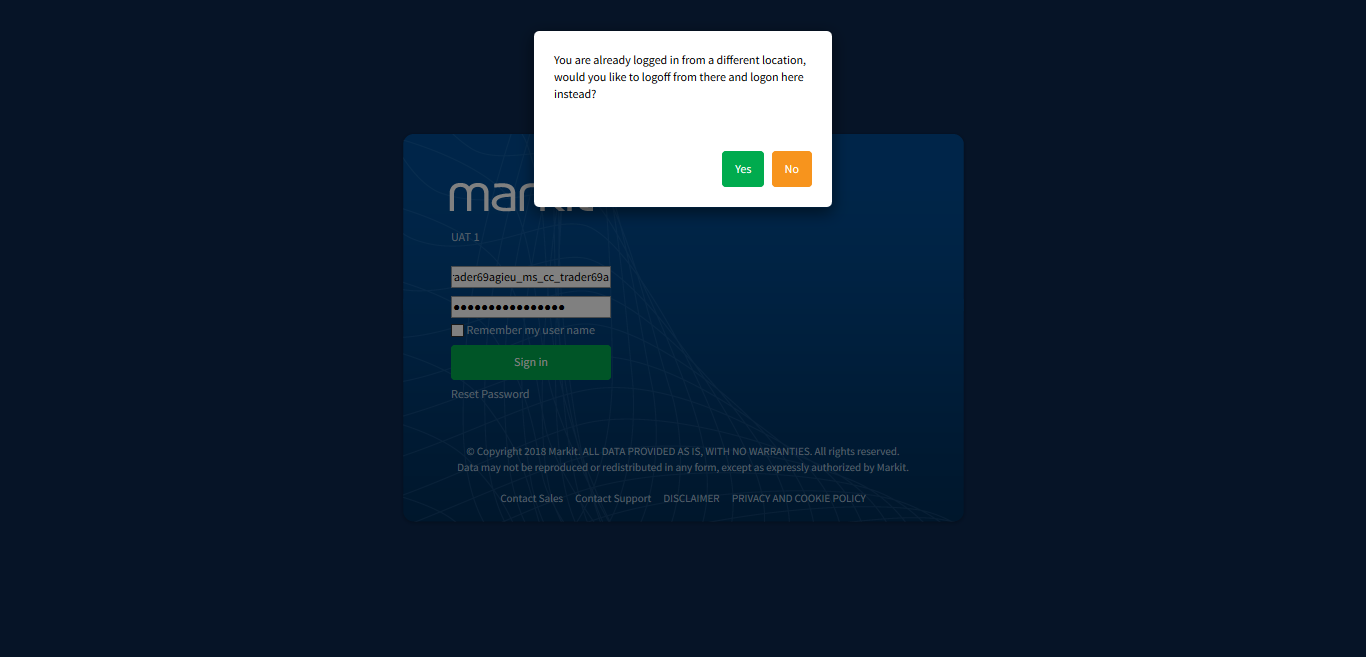 You are already logged in from a different location,
would you like to logoff from there and logon here
instead?
Yes No
markit
UAT 1
rader69agieu_ms_cc_trader69a
Remember my user name
Sign in
Reset Password
© Copyright 2018 Markit. ALL DATA PROVIDED AS IS, WITH NO WARRANTIES. All rights reserved.
Data may not be reproduced or redistributed in any form, except as expressly authorized by Markit.
Contact Sales Contact Support DISCLAIMER PRIVACY AND COOKIE POLICY